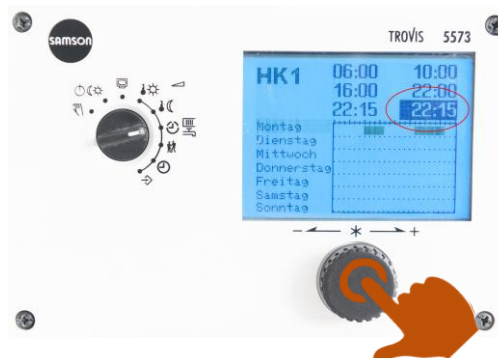 SAMSON
TROVIS 5573
HK1 06:00 10:00
16:00 22:00
22:15 22:15
Montag
Dienstag
Mittwoch
Donnerstag
Freitag
Samstag
Sonntag
- * +